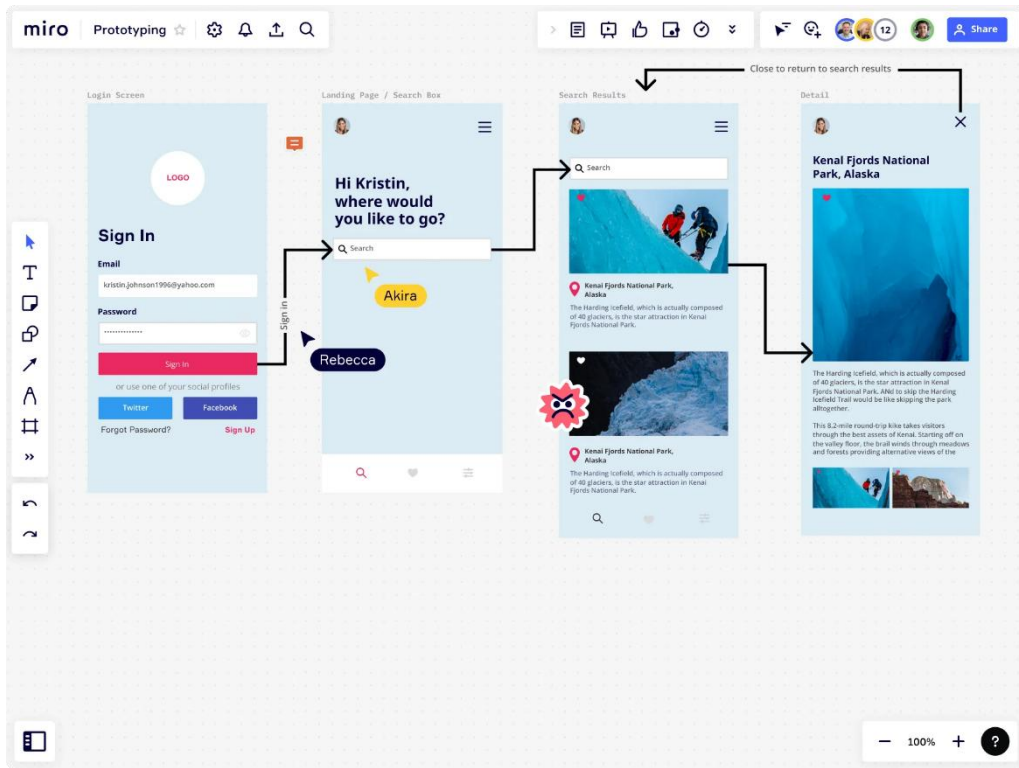 miro
Prototyping
12
Share
Close to return to search results
Login Screen
LOGO
Sign In
Email
kristin.johnson1996@yahoo.com
Password
Sign In
or use one of your social profiles
Twitter
Facebook
Forgot Password?
Sign Up
Sign in
Rebecca
Landing Page / Search Box
Hi Kristin,
where would
you like to go?
Search
Akira
Search Results
Search
Kenai Fjords National Park,
Alaska
The Harding Icefield, which is actually composed
of 40 glaciers, is the star attraction in Kenai
Fjords National Park.
Kenai Fjords National Park,
Alaska
The Harding Icefield, which is actually composed
of 40 glaciers, is the star attraction in Kenai
Fjords National Park.
Detail
Kenal Fjords National
Park, Alaska
The Harding Icefield, which is actually composed
of 40 glaciers, is the star attraction in Kenal
Fjords National Park. ANd to skip the Harding
Icefield Trail would be like skipping the park
alltogether.
This 8.2-mile round-trip hike takes visitors
through the best assets of Kenai. Starting off on
the valley floor, the brail winds through meadows
and forests providing alternative views of the
100%
?